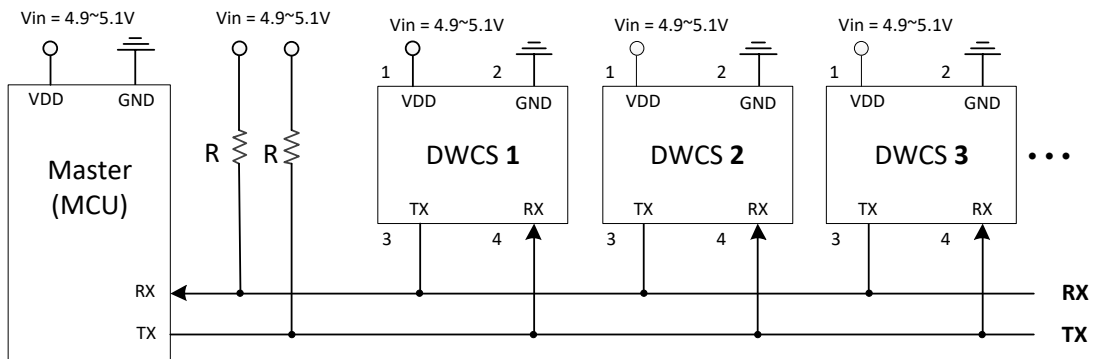 Vin = 4.9~5.1V
Vin = 4.9~5.1V
Vin = 4.9~5.1V
Vin = 4.9~5.1V
Vin = 4.9~5.1V
1
2
1
2
1
2
VDD
GND
VDD
GND
VDD
GND
VDD
GND
Master
(MCU)
R
R
DWCS 1
DWCS 2
DWCS 3
...
TX
RX
TX
RX
TX
RX
3
4
3
4
3
4
RX
RX
TX
TX